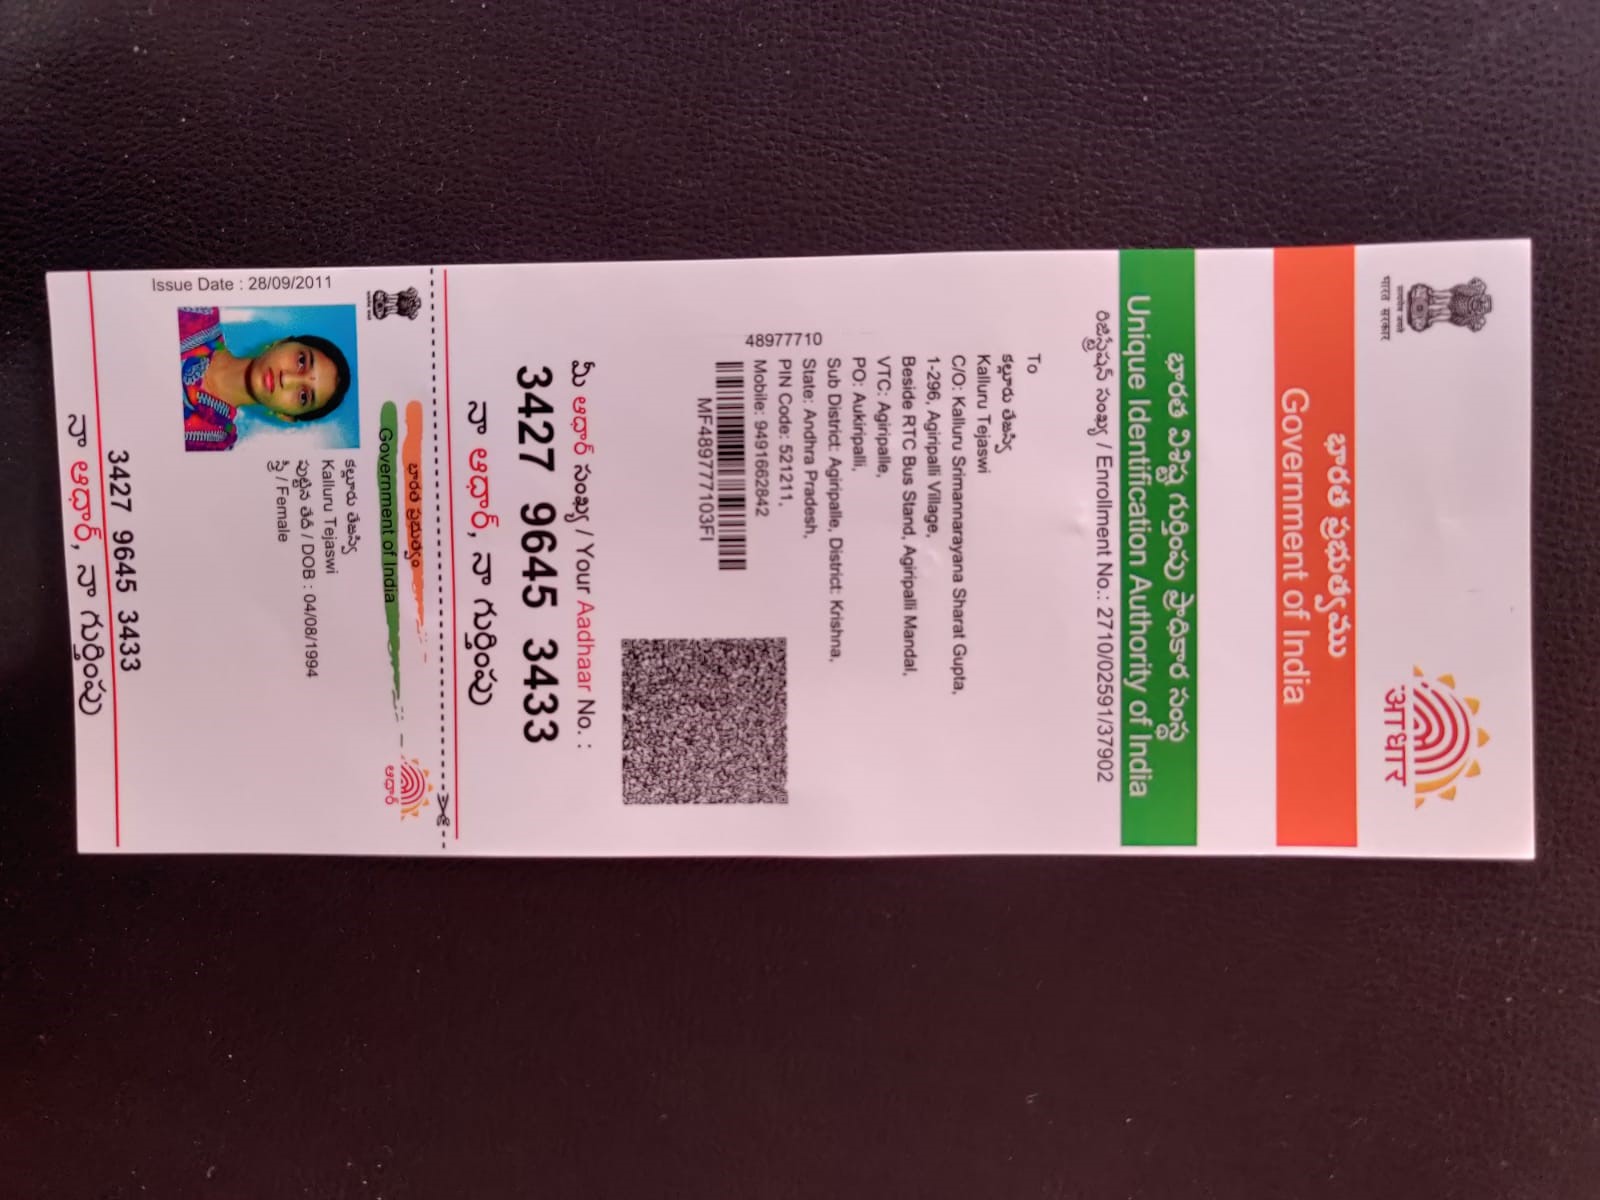 सत्यमेव जयते
भारत सरकार
आधार
భారత ప్రభుత్వము
Government of India
భారత విశిష్ట గుర్తింపు ప్రాధికార సంస్థ
Unique Identification Authority of India
రిజిస్ట్రేషన్ సంఖ్య / Enrollment No.: 2710/02591/37902
To
కల్లూరు తేజస్వి
Kalluru Tejaswi
C/O: Kalluru Srimannarayana Sharat Gupta,
1-296, Agiripalli Village,
Beside RTC Bus Stand, Agiripalli Mandal,
VTC: Agiripalle,
PO: Aukiripalli,
Sub District: Agiripalle, District: Krishna,
State: Andhra Pradesh,
PIN Code: 521211,
Mobile: 9491662842
48977710
MF489777103FI
మీ ఆధార్ సంఖ్య / Your Aadhaar No. :
3427 9645 3433
నా ఆధార్, నా గుర్తింపు
భారత ప్రభుత్వం
Government of India
ఆధార్
కల్లూరు తేజస్వి
Kalluru Tejaswi
పుట్టిన తేదీ / DOB : 04/08/1994
స్త్రీ / Female
Issue Date : 28/09/2011
3427 9645 3433
నా ఆధార్, నా గుర్తింపు